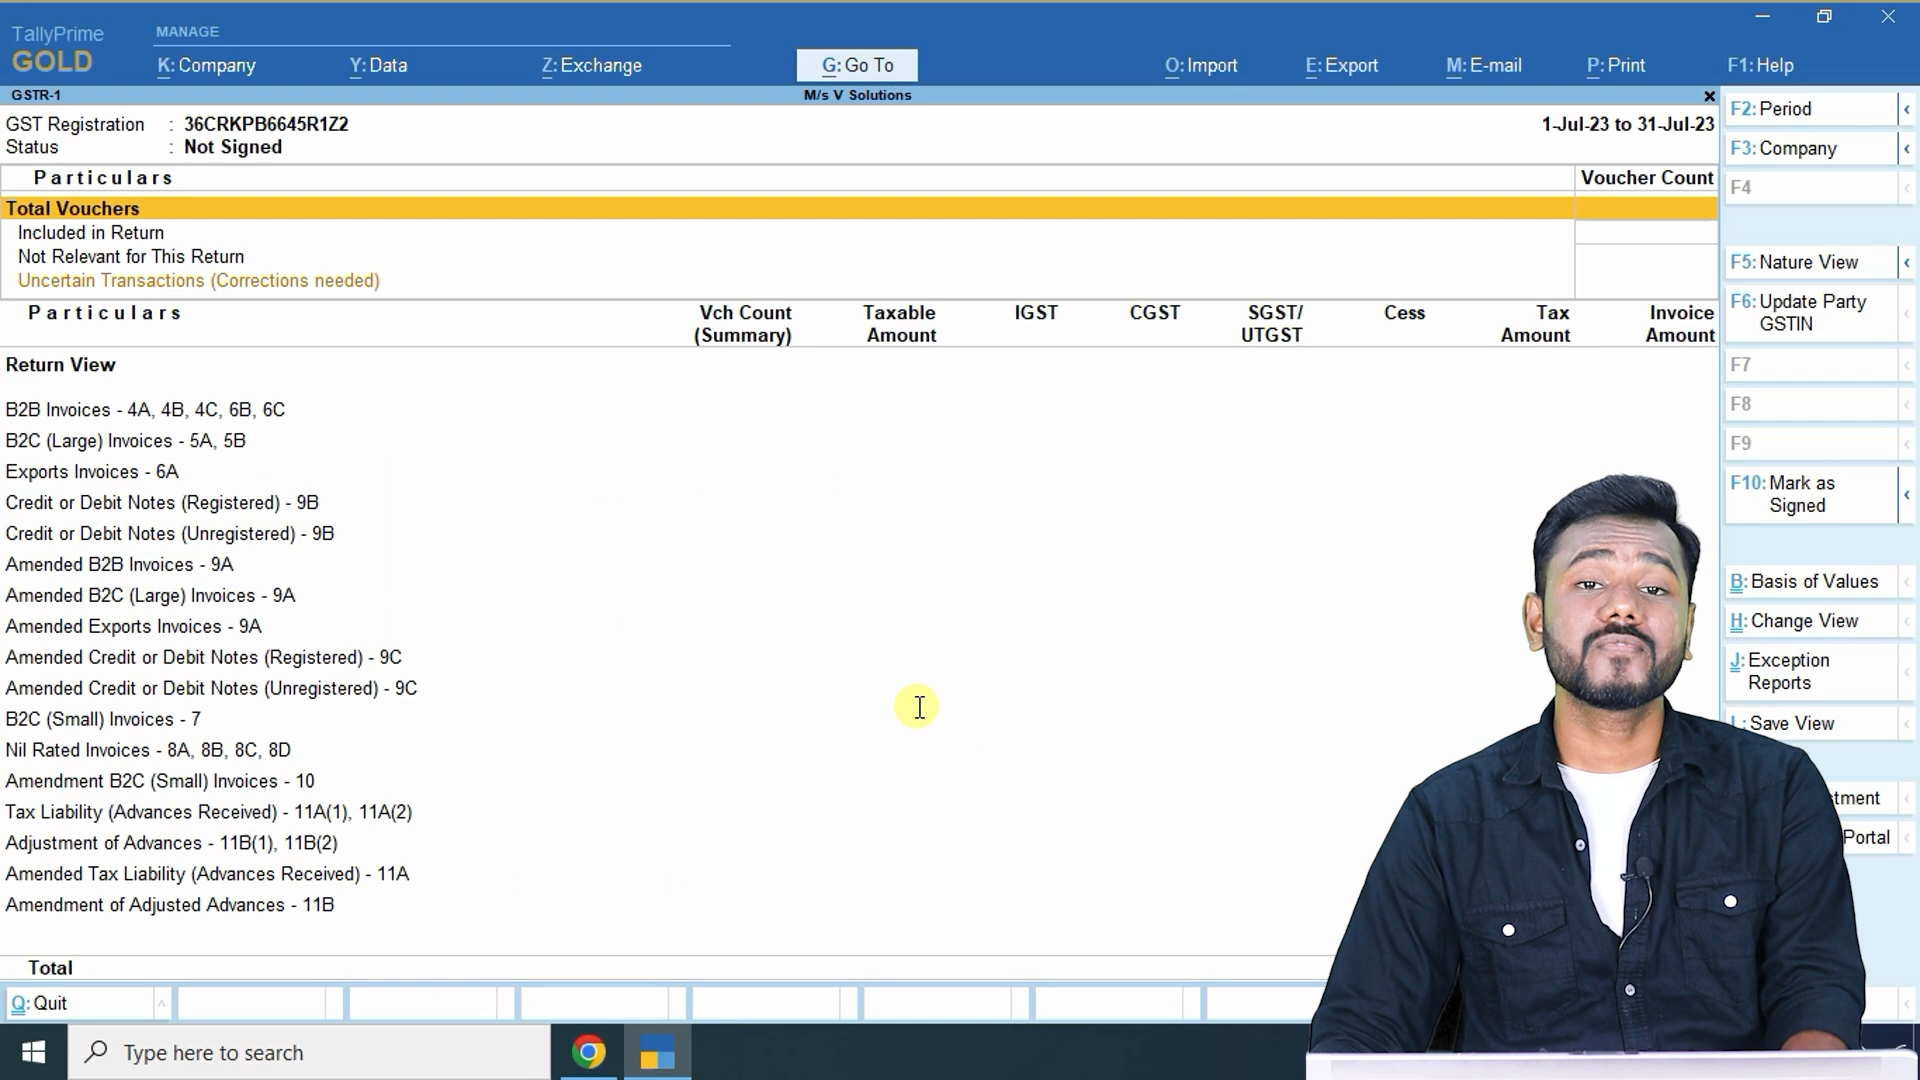 TallyPrime
GOLD
MANAGE
K: Company
Y: Data
Z: Exchange
G: Go To
O: Import
E: Export
M: E-mail
P: Print
F1: Help
GSTR-1
M/s V Solutions
GST Registration : 36CRKPB6645R1Z2
1-Jul-23 to 31-Jul-23
Status : Not Signed
Particulars
Voucher Count
Total Vouchers
Included in Return
Not Relevant for This Return
Uncertain Transactions (Corrections needed)
Particulars
Vch Count (Summary)
Taxable Amount
IGST
CGST
SGST/ UTGST
Cess
Tax Amount
Invoice Amount
Return View
B2B Invoices - 4A, 4B, 4C, 6B, 6C
B2C (Large) Invoices - 5A, 5B
Exports Invoices - 6A
Credit or Debit Notes (Registered) - 9B
Credit or Debit Notes (Unregistered) - 9B
Amended B2B Invoices - 9A
Amended B2C (Large) Invoices - 9A
Amended Exports Invoices - 9A
Amended Credit or Debit Notes (Registered) - 9C
Amended Credit or Debit Notes (Unregistered) - 9C
B2C (Small) Invoices - 7
Nil Rated Invoices - 8A, 8B, 8C, 8D
Amendment B2C (Small) Invoices - 10
Tax Liability (Advances Received) - 11A(1), 11A(2)
Adjustment of Advances - 11B(1), 11B(2)
Amended Tax Liability (Advances Received) - 11A
Amendment of Adjusted Advances - 11B
Total
F2: Period
F3: Company
F4
F5: Nature View
F6: Update Party
GSTIN
F7
F8
F9
F10: Mark as
Signed
B: Basis of Values
H: Change View
J: Exception
Reports
L: Save View
Portal
Q: Quit
Type here to search